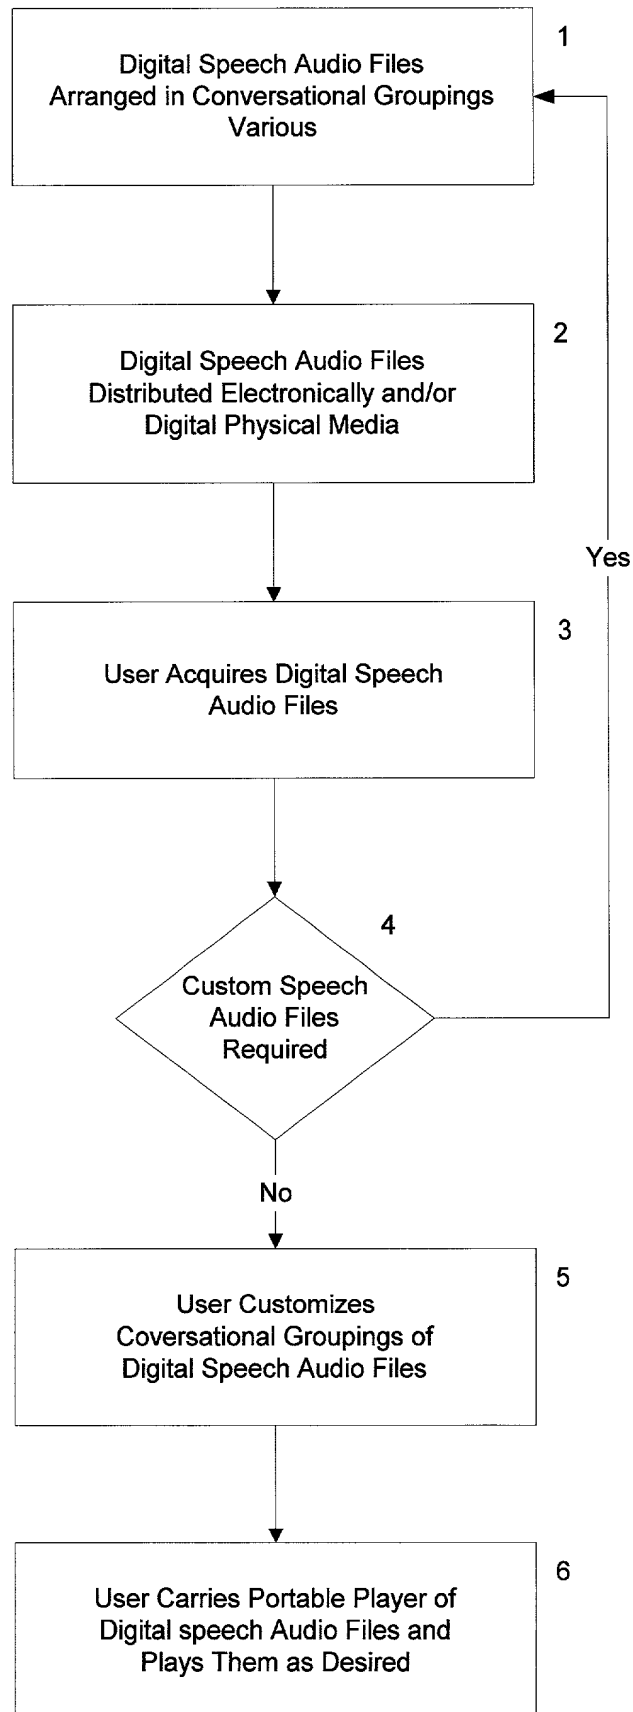 1
Digital Speech Audio Files
Arranged in Conversational Groupings
Various
2
Digital Speech Audio Files
Distributed Electronically and/or
Digital Physical Media
Yes
3
User Acquires Digital Speech
Audio Files
4
Custom Speech
Audio Files
Required
No
5
User Customizes
Coversational Groupings of
Digital Speech Audio Files
6
User Carries Portable Player of
Digital speech Audio Files and
Plays Them as Desired